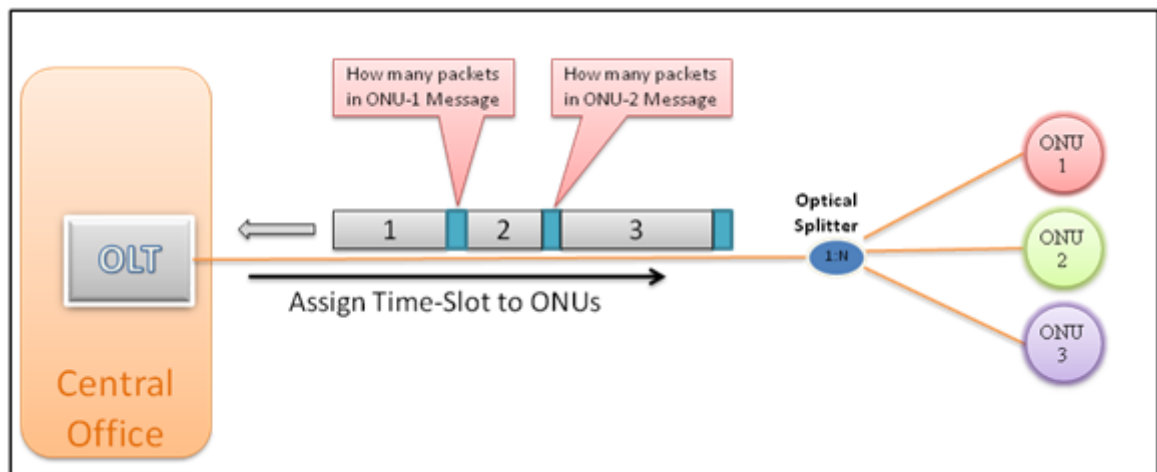 How many packets
in ONU-1 Message
How many packets
in ONU-2 Message
1
2
3
OLT
Assign Time-Slot to ONUs
Central
Office
Optical
Splitter
1:N
ONU
1
ONU
2
ONU
3